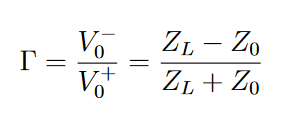 Γ = V₀⁻ / V₀⁺ = (Z_L − Z₀) / (Z_L + Z₀)